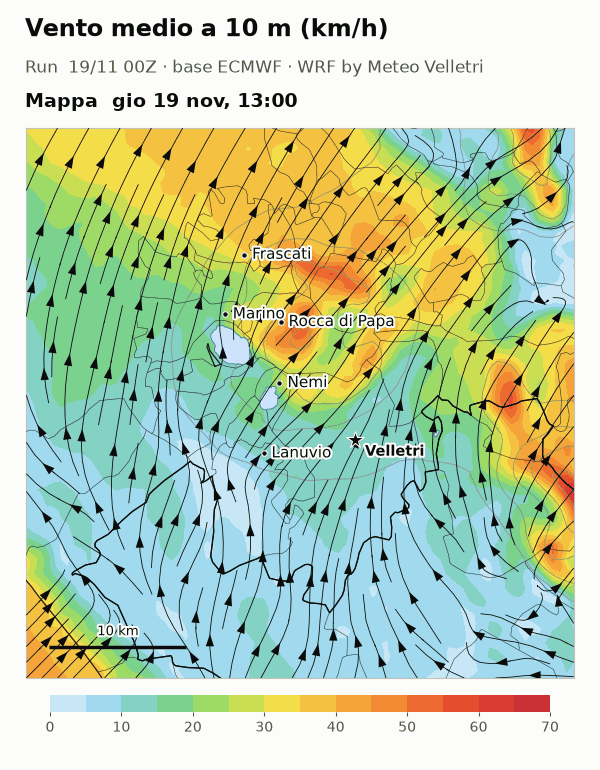 Vento medio a 10 m (km/h)
Run  19/11 00Z · base ECMWF · WRF by Meteo Velletri
Mappa  gio 19 nov, 13:00
Frascati
Marino
Rocca di Papa
Nemi
Velletri
Lanuvio
10 km
0 10 20 30 40 50 60 70